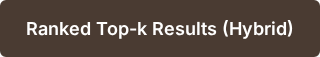 Ranked Top-k Results (Hybrid)